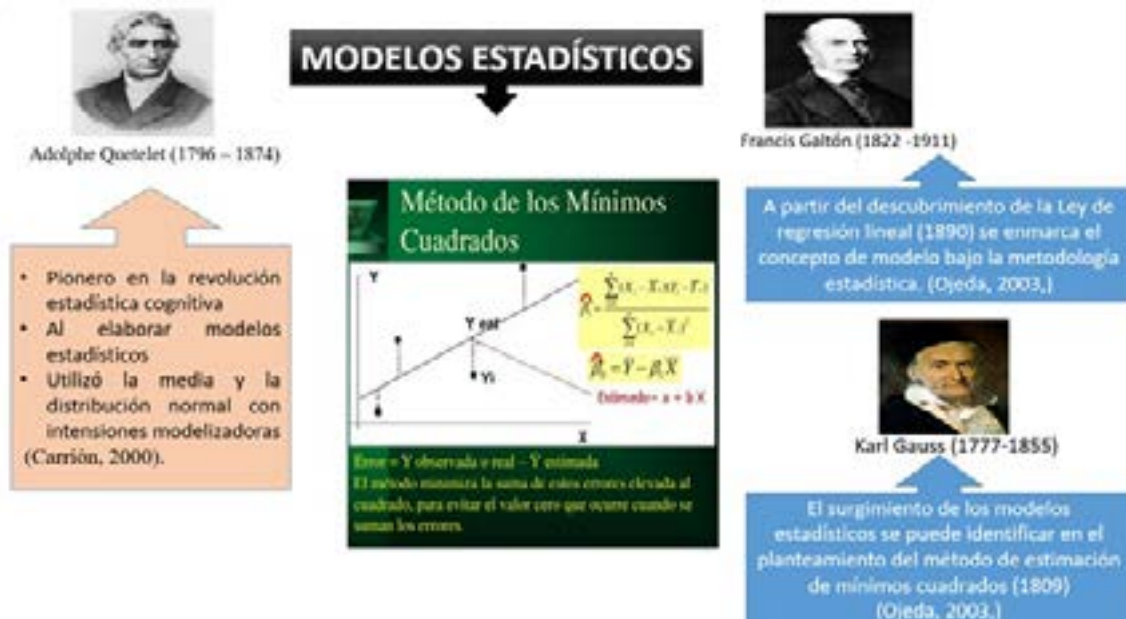 MODELOS ESTADÍSTICOS
Adolphe Quetelet (1796 – 1874)
• Pionero en la revolución
estadística cognitiva
• Al elaborar modelos
estadísticos
• Utilizó la media y la
distribución normal con
intensiones modelizadoras
(Carrión, 2000).
Método de los Mínimos
Cuadrados
Y
Y est
Yi
X
Estimado= a + b X
Error = Y observada o real – Y estimada
El método minimiza la suma de estos errores elevada al
cuadrado, para evitar el valor cero que ocurre cuando se
suman los errores.
Francis Galtón (1822 -1911)
A partir del descubrimiento de la Ley de
regresión lineal (1890) se enmarca el
concepto de modelo bajo la metodología
estadística. (Ojeda, 2003,)
Karl Gauss (1777-1855)
El surgimiento de los modelos
estadísticos se puede identificar en el
planteamiento del método de estimación
de mínimos cuadrados (1809)
(Ojeda, 2003,)